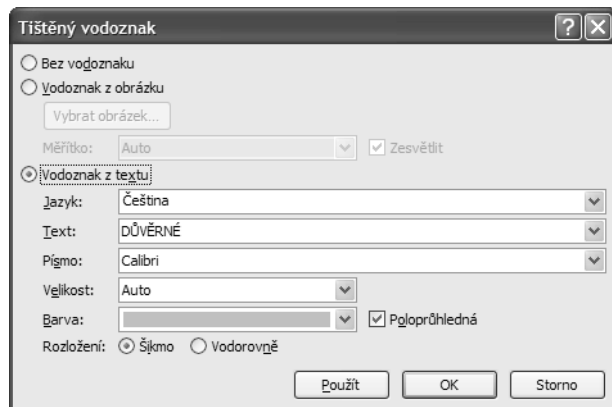 Tištěný vodoznak
Bez vodoznaku
Vodoznak z obrázku
Vybrat obrázek...
Měřítko: Auto Zesvětlit
Vodoznak z textu
Jazyk: Čeština
Text: DŮVĚRNÉ
Písmo: Calibri
Velikost: Auto
Barva: Poloprůhledná
Rozložení: Šikmo Vodorovně
Použít OK Storno